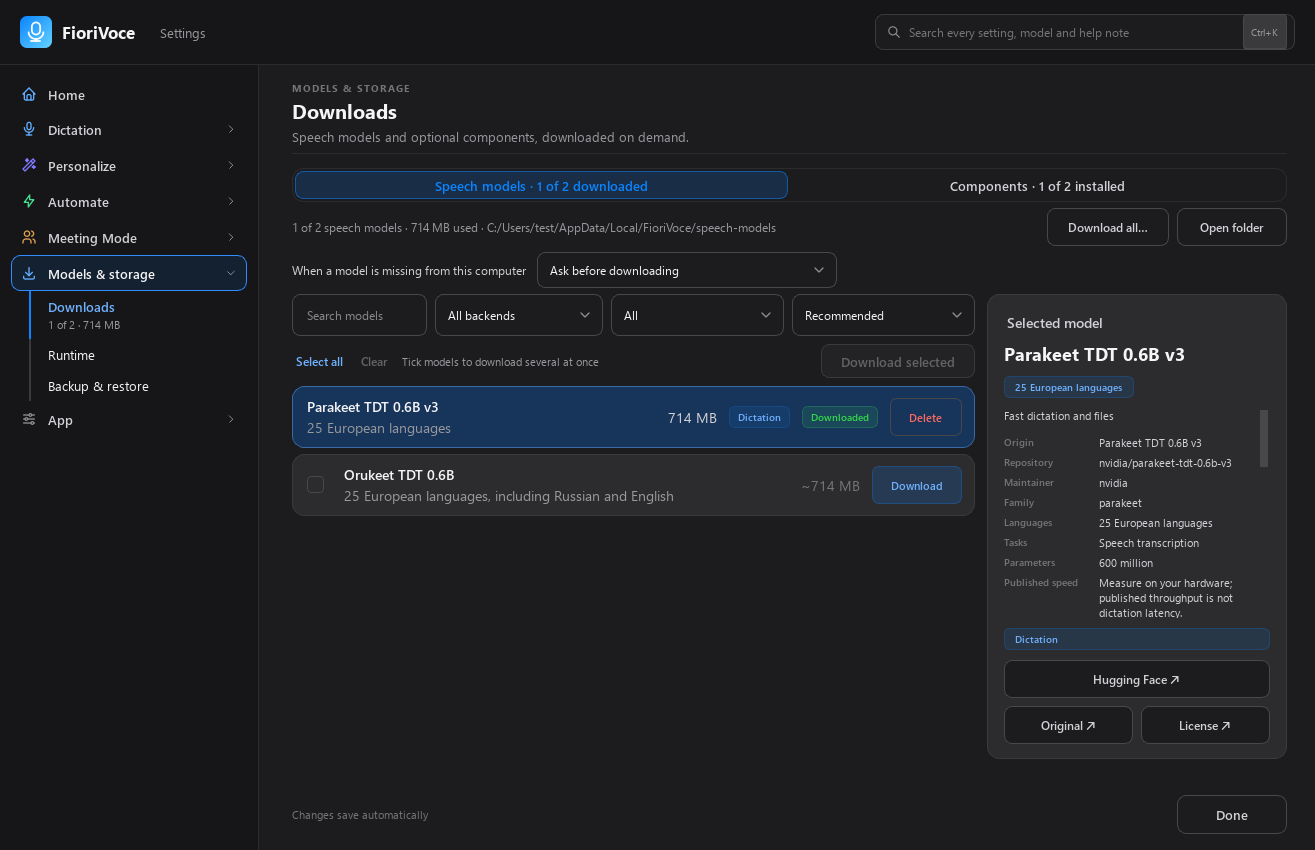 FioriVoce
Settings
Search every setting, model and help note
Ctrl+K
Home
Dictation
Personalize
Automate
Meeting Mode
Models & storage
Downloads
1 of 2 · 714 MB
Runtime
Backup & restore
App
MODELS & STORAGE
Downloads
Speech models and optional components, downloaded on demand.
Speech models · 1 of 2 downloaded
Components · 1 of 2 installed
1 of 2 speech models · 714 MB used · C:/Users/test/AppData/Local/FioriVoce/speech-models
Download all...
Open folder
When a model is missing from this computer
Ask before downloading
Search models
All backends
All
Recommended
Select all
Clear
Tick models to download several at once
Download selected
Parakeet TDT 0.6B v3
25 European languages
714 MB
Dictation
Downloaded
Delete
Orukeet TDT 0.6B
25 European languages, including Russian and English
~714 MB
Download
Selected model
Parakeet TDT 0.6B v3
25 European languages
Fast dictation and files
Origin Parakeet TDT 0.6B v3
Repository nvidia/parakeet-tdt-0.6b-v3
Maintainer nvidia
Family parakeet
Languages 25 European languages
Tasks Speech transcription
Parameters 600 million
Published speed Measure on your hardware;
published throughput is not
dictation latency.
Dictation
Hugging Face ↗
Original ↗
License ↗
Changes save automatically
Done